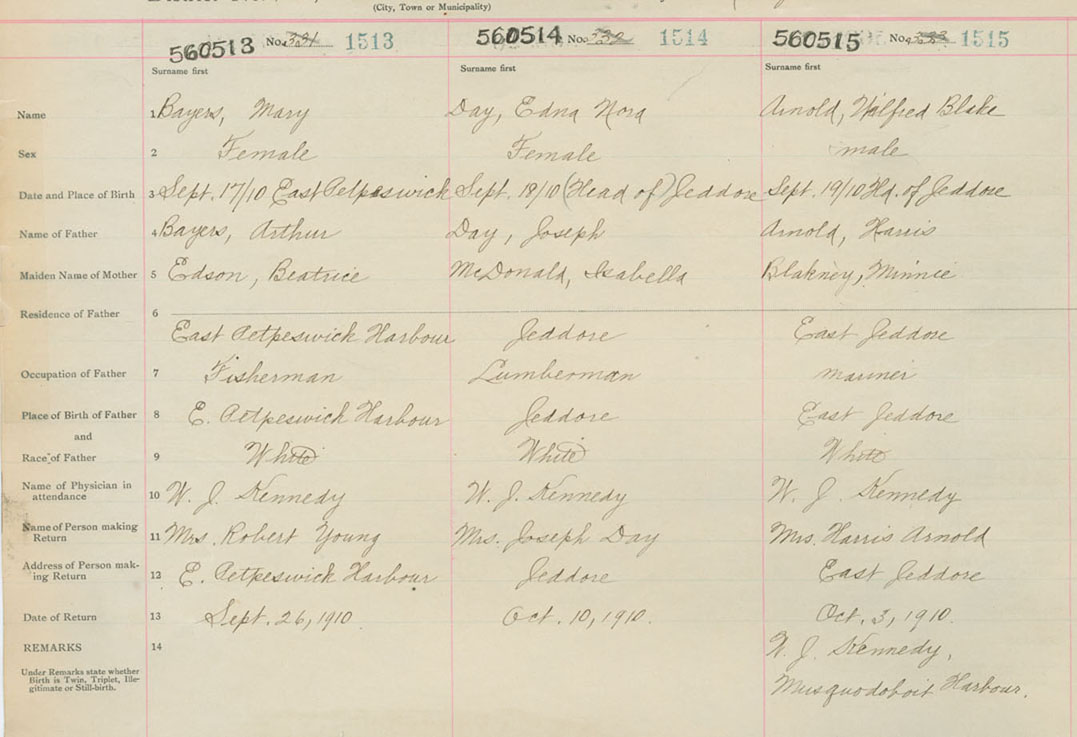 (City, Town or Municipality)
560513 No. 331 1513 560514 No. 332 1514 560515 No. 333 1515
Surname first Surname first Surname first
Name 1 Bayers, Mary Day, Edna Nora Arnold, Wilfred Blake
Sex 2 Female Female male
Date and Place of Birth 3 Sept. 17/10 East Petpeswick Sept. 18/10 (Head of) Jeddore Sept. 19/10 Hd. of Jeddore
Name of Father 4 Bayers, Arthur Day, Joseph Arnold, Harris
Maiden Name of Mother 5 Edson, Beatrice McDonald, Isabella Blakney, Minnie
Residence of Father 6
East Petpeswick Harbour Jeddore East Jeddore
Occupation of Father 7 Fisherman Lumberman mariner
Place of Birth of Father 8 E. Petpeswick Harbour Jeddore East Jeddore
and
Race of Father 9 White White White
Name of Physician in
attendance 10 W. J. Kennedy W. J. Kennedy W. J. Kennedy
Name of Person making
Return 11 Mrs. Robert Young Mrs. Joseph Day Mrs. Harris Arnold
Address of Person mak-
ing Return 12 E. Petpeswick Harbour Jeddore East Jeddore
Date of Return 13 Sept. 26, 1910 Oct. 10, 1910. Oct. 3, 1910.
REMARKS 14 W. J. Kennedy,
Under Remarks state whether
Birth is Twin, Triplet, Ille-
gitimate or Still-birth.
Musquodoboit Harbour.